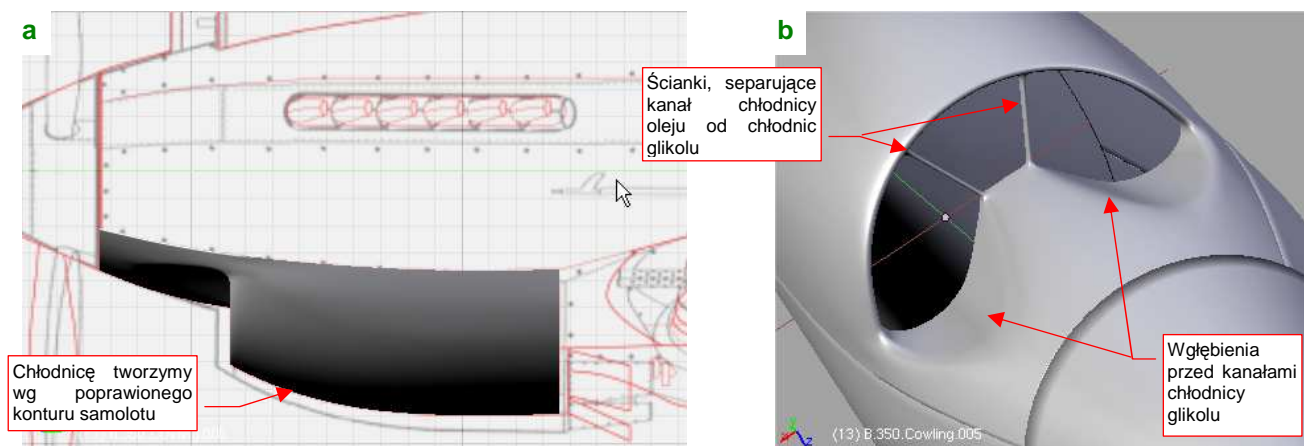 a
b
Ścianki, separujące
kanał chłodnicy
oleju od chłodnic
glikolu
Chłodnicę tworzymy
wg poprawionego
konturu samolotu
Wgłębienia
przed kanałami
chłodnicy
glikolu
(13) B.350.Cowling.005